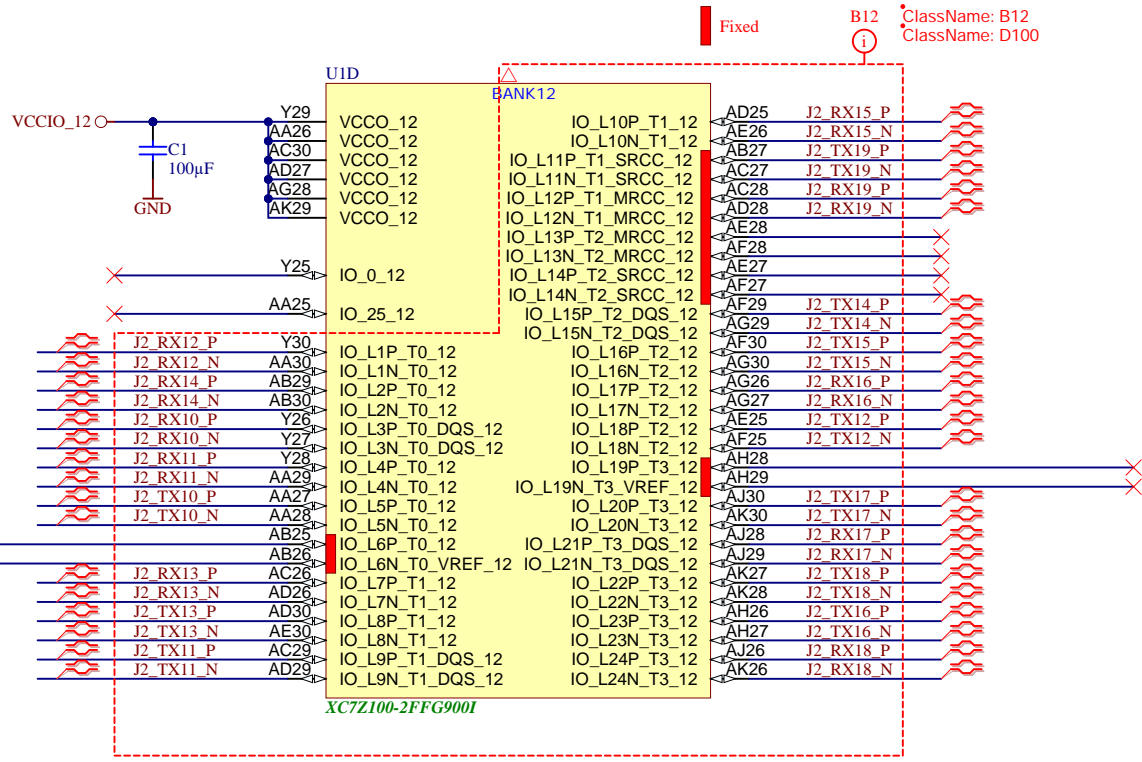 Fixed
B12
i
ClassName: B12
ClassName: D100
U1D
BANK12
VCCIO_12
C1
100µF
GND
Y29 VCCO_12
AA26 VCCO_12
AC30 VCCO_12
AD27 VCCO_12
AG28 VCCO_12
AK29 VCCO_12
Y25 IO_0_12
AA25 IO_25_12
J2_RX12_P Y30 IO_L1P_T0_12
J2_RX12_N AA30 IO_L1N_T0_12
J2_RX14_P AB29 IO_L2P_T0_12
J2_RX14_N AB30 IO_L2N_T0_12
J2_RX10_P Y26 IO_L3P_T0_DQS_12
J2_RX10_N Y27 IO_L3N_T0_DQS_12
J2_RX11_P Y28 IO_L4P_T0_12
J2_RX11_N AA29 IO_L4N_T0_12
J2_TX10_P AA27 IO_L5P_T0_12
J2_TX10_N AA28 IO_L5N_T0_12
AB25 IO_L6P_T0_12
AB26 IO_L6N_T0_VREF_12
J2_RX13_P AC26 IO_L7P_T1_12
J2_RX13_N AD26 IO_L7N_T1_12
J2_TX13_P AD30 IO_L8P_T1_12
J2_TX13_N AE30 IO_L8N_T1_12
J2_TX11_P AC29 IO_L9P_T1_DQS_12
J2_TX11_N AD29 IO_L9N_T1_DQS_12
IO_L10P_T1_12 AD25 J2_RX15_P
IO_L10N_T1_12 AE26 J2_RX15_N
IO_L11P_T1_SRCC_12 AB27 J2_TX19_P
IO_L11N_T1_SRCC_12 AC27 J2_TX19_N
IO_L12P_T1_MRCC_12 AC28 J2_RX19_P
IO_L12N_T1_MRCC_12 AD28 J2_RX19_N
IO_L13P_T2_MRCC_12 AE28
IO_L13N_T2_MRCC_12 AF28
IO_L14P_T2_SRCC_12 AE27
IO_L14N_T2_SRCC_12 AF27
IO_L15P_T2_DQS_12 AF29 J2_TX14_P
IO_L15N_T2_DQS_12 AG29 J2_TX14_N
IO_L16P_T2_12 AF30 J2_TX15_P
IO_L16N_T2_12 AG30 J2_TX15_N
IO_L17P_T2_12 AG26 J2_RX16_P
IO_L17N_T2_12 AG27 J2_RX16_N
IO_L18P_T2_12 AE25 J2_TX12_P
IO_L18N_T2_12 AF25 J2_TX12_N
IO_L19P_T3_12 AH28
IO_L19N_T3_VREF_12 AH29
IO_L20P_T3_12 AJ30 J2_TX17_P
IO_L20N_T3_12 AK30 J2_TX17_N
IO_L21P_T3_DQS_12 AJ28 J2_RX17_P
IO_L21N_T3_DQS_12 AJ29 J2_RX17_N
IO_L22P_T3_12 AK27 J2_TX18_P
IO_L22N_T3_12 AK28 J2_TX18_N
IO_L23P_T3_12 AH26 J2_TX16_P
IO_L23N_T3_12 AH27 J2_TX16_N
IO_L24P_T3_12 AJ26 J2_RX18_P
IO_L24N_T3_12 AK26 J2_RX18_N
XC7Z100-2FFG900I